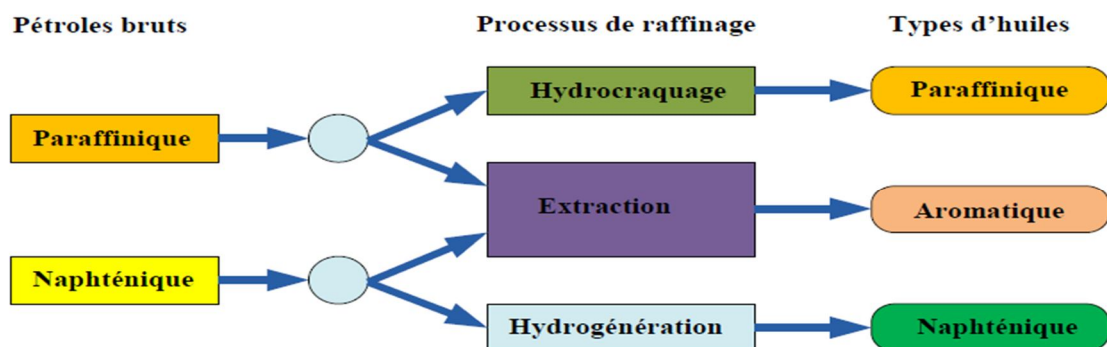 Pétroles bruts
Processus de raffinage
Types d'huiles
Hydrocraquage
Paraffinique
Paraffinique
Extraction
Aromatique
Naphténique
Hydrogénération
Naphténique